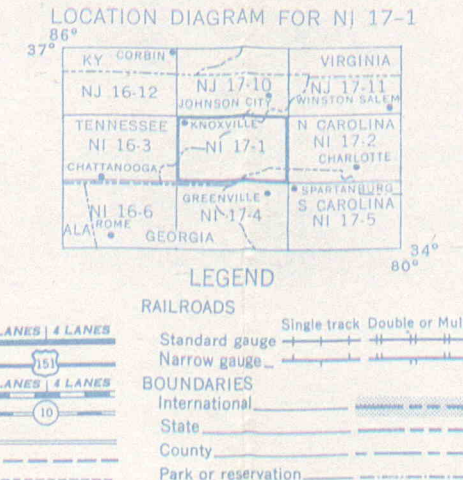 LOCATION DIAGRAM FOR NI 17-1
86°
37°
KY CORBIN VIRGINIA
NJ 16-12 NJ 17-10 NJ 17-11
JOHNSON CITY WINSTON SALEM
TENNESSEE KNOXVILLE N CAROLINA
NI 16-3 NI 17-1 NI 17-2
CHATTANOOGA CHARLOTTE
GREENVILLE SPARTANBURG
NI 16-6 NI 17-4 S CAROLINA
ALA ROME GEORGIA NI 17-5
34°
80°
LEGEND
RAILROADS
LANES | 4 LANES Single track Double or Mul
Standard gauge
151 Narrow gauge
LANES | 4 LANES BOUNDARIES
10 International
State
County
Park or reservation